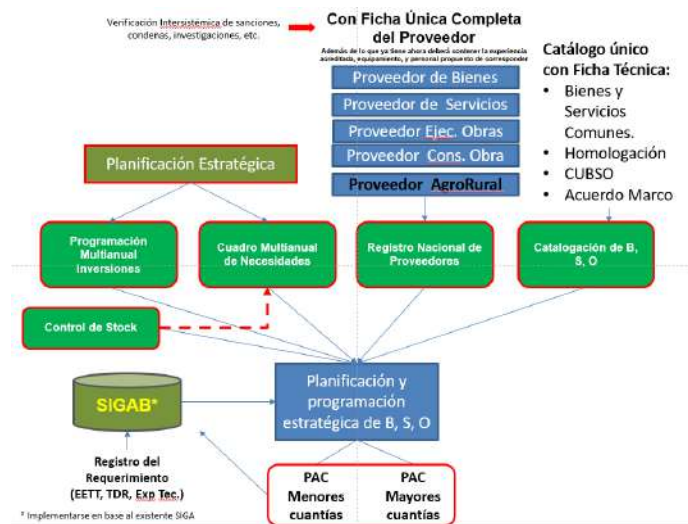 Verificación Intersistémica de sanciones,
condenas, investigaciones, etc.
Con Ficha Única Completa
del Proveedor
Además de lo que ya tiene ahora deberá contener la experiencia
acreditada, equipamiento, y personal propuesto de corresponder
Proveedor de Bienes
Proveedor de Servicios
Proveedor Ejec. Obras
Proveedor Cons. Obra
Proveedor AgroRural
Catálogo único
con Ficha Técnica:
• Bienes y
Servicios
Comunes.
• Homologación
• CUBSO
• Acuerdo Marco
Planificación Estratégica
Programación
Multianual
Inversiones
Cuadro Multianual
de Necesidades
Registro Nacional de
Proveedores
Catalogación de B,
S, O
Control de Stock
SIGAB*
Planificación y
programación
estratégica de B, S, O
Registro del
Requerimiento
(EETT, TDR, Exp Tec.)
PAC
Menores
cuantías
PAC
Mayores
cuantías
* Implementarse en base al existente SIGA